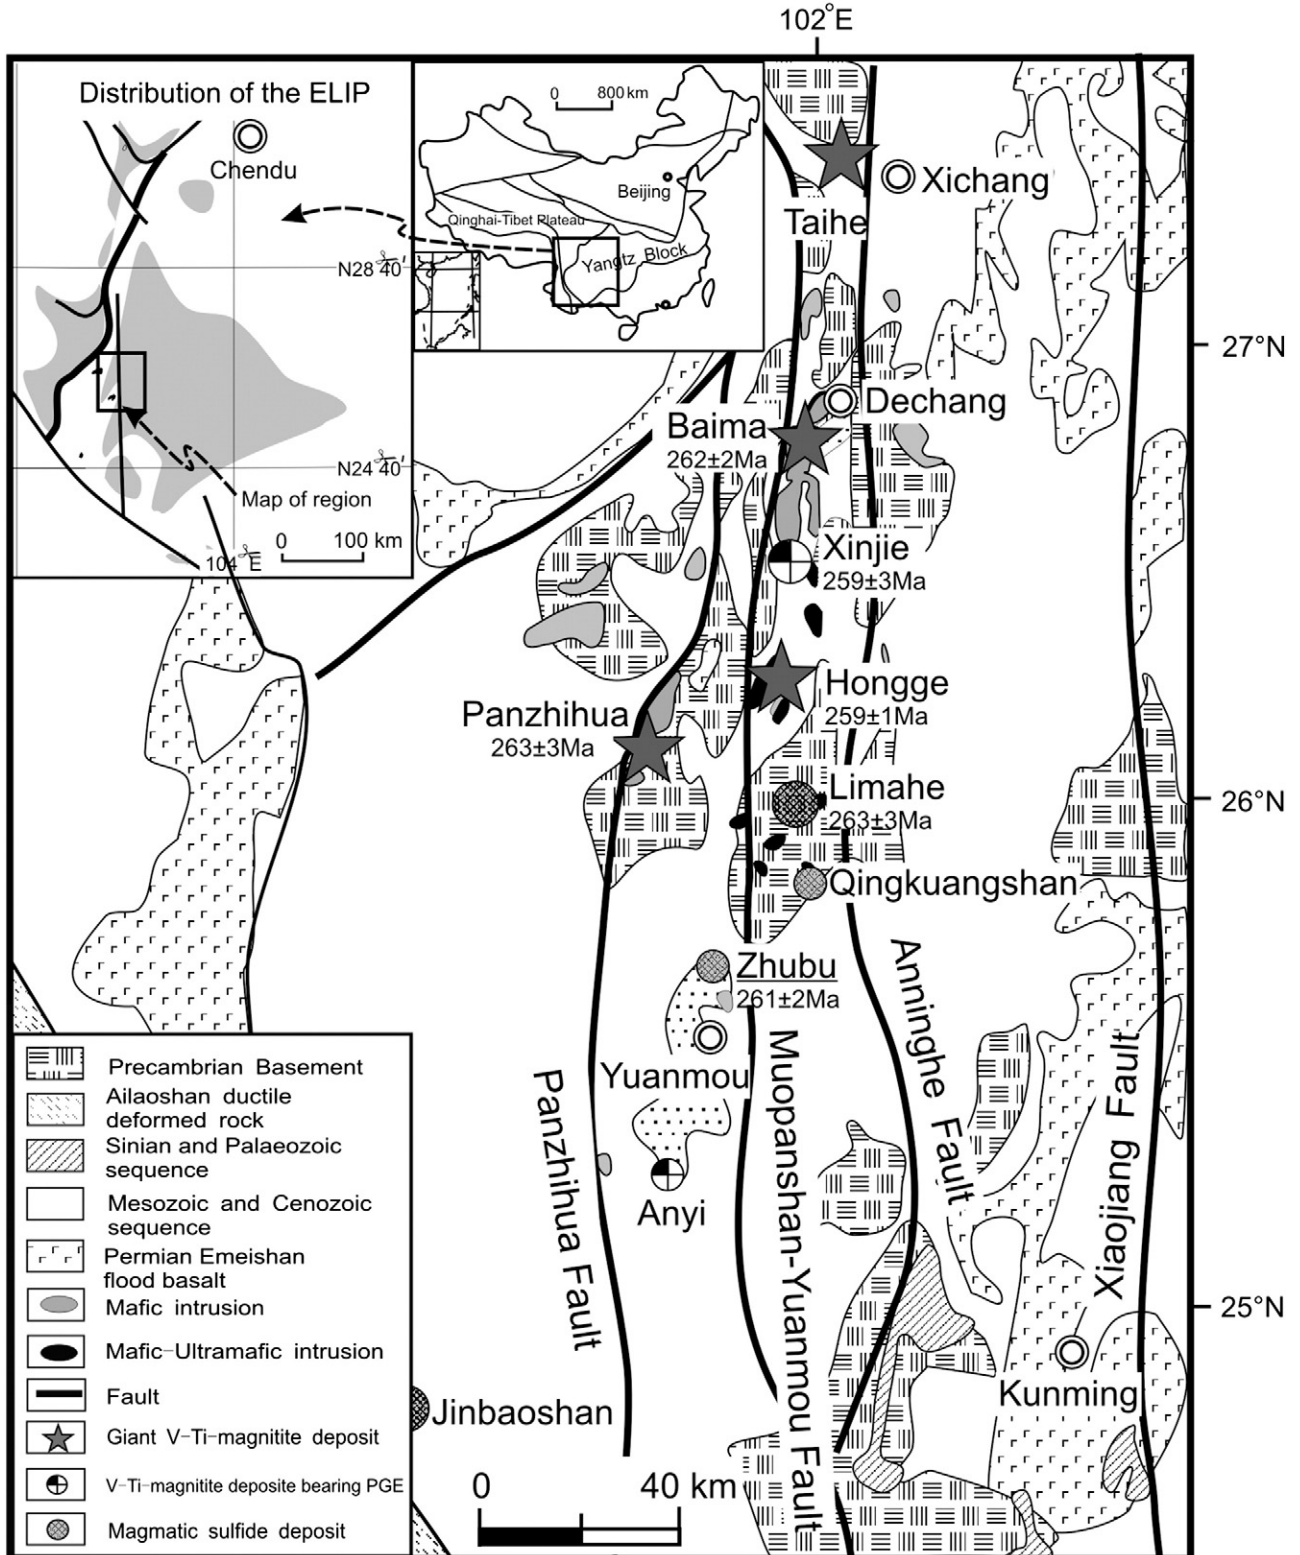 102°E
Distribution of the ELIP
Chendu
N28 40'
N24 40'
Map of region
0 100 km
104°E
0 800 km
Beijing
Qinghai-Tibet Plateau
Yangtz Block
Xichang
Taihe
27°N
Dechang
Baima
262±2Ma
Xinjie
259±3Ma
Hongge
259±1Ma
Panzhihua
263±3Ma
26°N
Limahe
263±3Ma
Qingkuangshan
Zhubu
261±2Ma
Yuanmou
Anyi
Panzhihua Fault
Muopanshan-Yuanmou Fault
Anninghe Fault
Xiaojiang Fault
25°N
Kunming
Jinbaoshan
0 40 km
Precambrian Basement
Ailaoshan ductile
deformed rock
Sinian and Palaeozoic
sequence
Mesozoic and Cenozoic
sequence
Permian Emeishan
flood basalt
Mafic intrusion
Mafic-Ultramafic intrusion
Fault
Giant V-Ti-magnitite deposit
V-Ti-magnitite deposite bearing PGE
Magmatic sulfide deposit